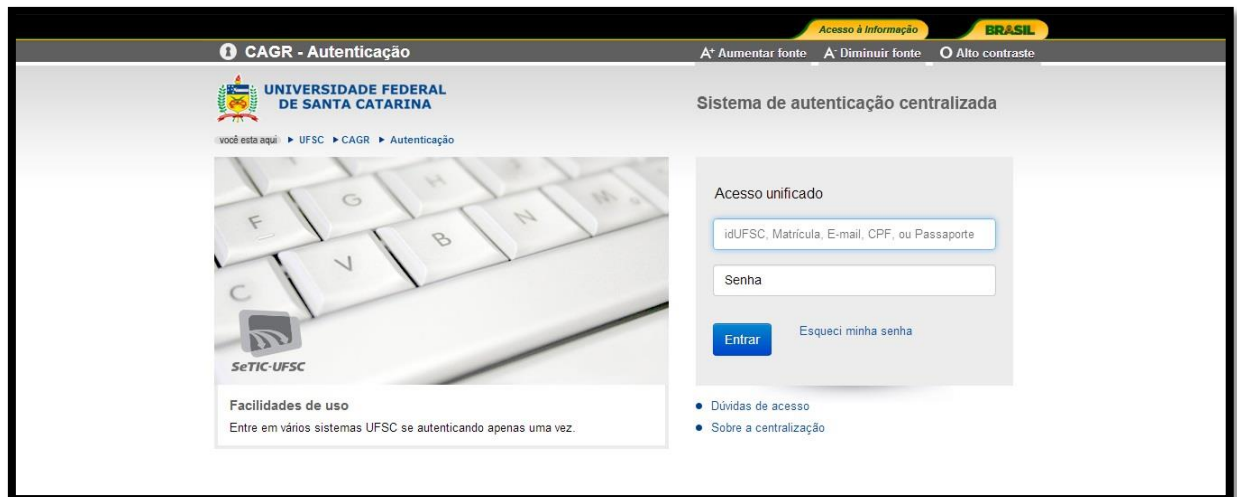 Acesso à Informação
BRASIL
CAGR - Autenticação
A+ Aumentar fonte A- Diminuir fonte Alto contraste
UNIVERSIDADE FEDERAL
DE SANTA CATARINA
Sistema de autenticação centralizada
você esta aqui UFSC CAGR Autenticação
F G H
C V B N M
SeTIC-UFSC
Acesso unificado
idUFSC, Matrícula, E-mail, CPF, ou Passaporte
Senha
Entrar Esqueci minha senha
Facilidades de uso
Entre em vários sistemas UFSC se autenticando apenas uma vez.
Dúvidas de acesso
Sobre a centralização